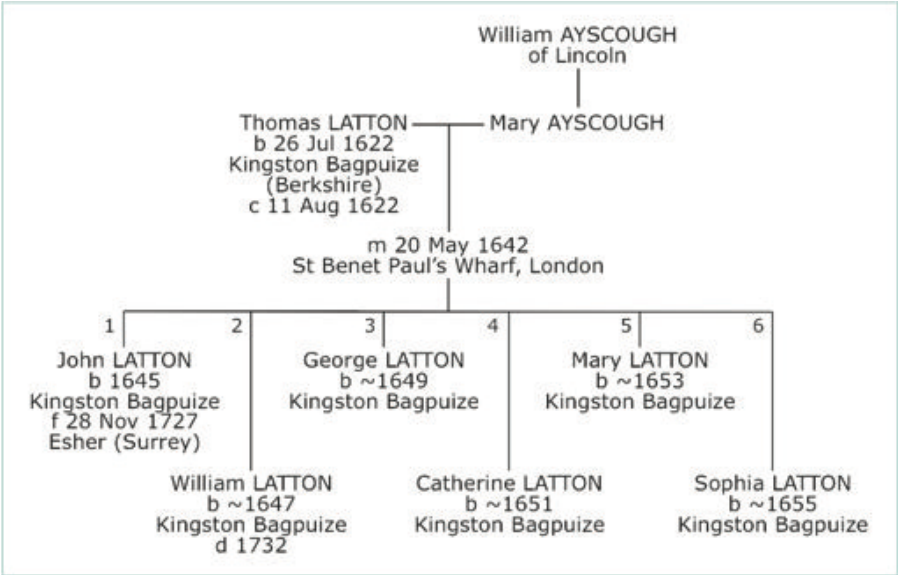 William AYSCOUGH
of Lincoln
Thomas LATTON
Mary AYSCOUGH
b 26 Jul 1622
Kingston Bagpuize
(Berkshire)
c 11 Aug 1622
m 20 May 1642
St Benet Paul's Wharf, London
1
2
3
4
5
6
John LATTON
b 1645
Kingston Bagpuize
f 28 Nov 1727
Esher (Surrey)
George LATTON
b ~1649
Kingston Bagpuize
Mary LATTON
b ~1653
Kingston Bagpuize
William LATTON
b ~1647
Kingston Bagpuize
d 1732
Catherine LATTON
b ~1651
Kingston Bagpuize
Sophia LATTON
b ~1655
Kingston Bagpuize